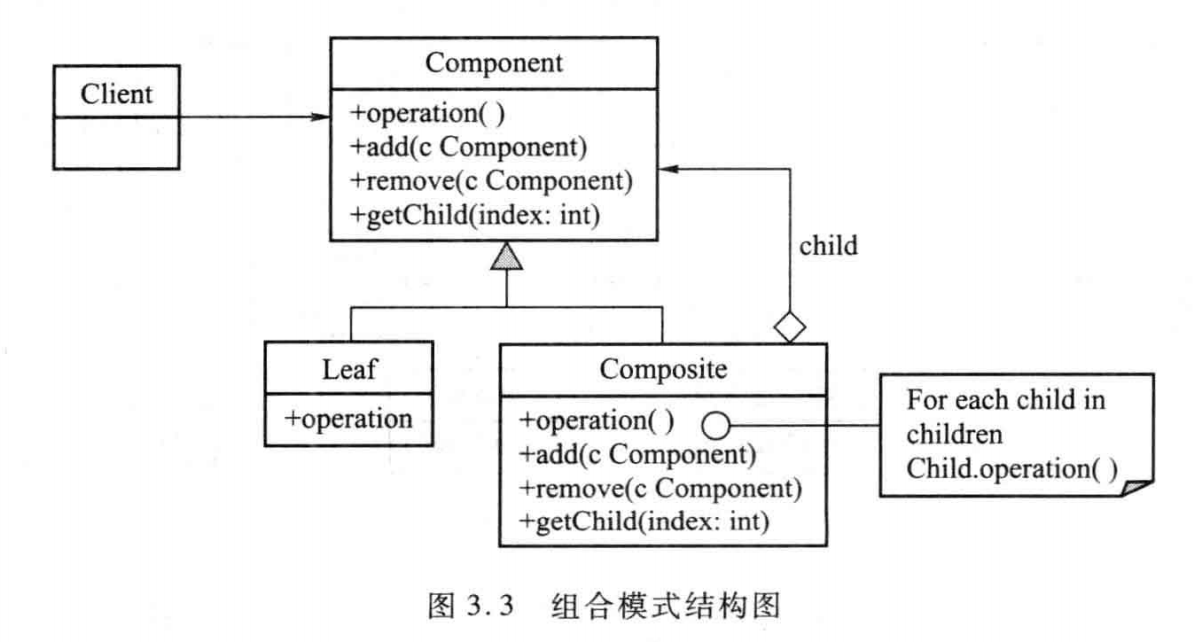 Client
Component
+operation( )
+add(c Component)
+remove(c Component)
+getChild(index: int)
child
Leaf
+operation
Composite
+operation( )
+add(c Component)
+remove(c Component)
+getChild(index: int)
For each child in
children
Child.operation( )
图 3.3 组合模式结构图